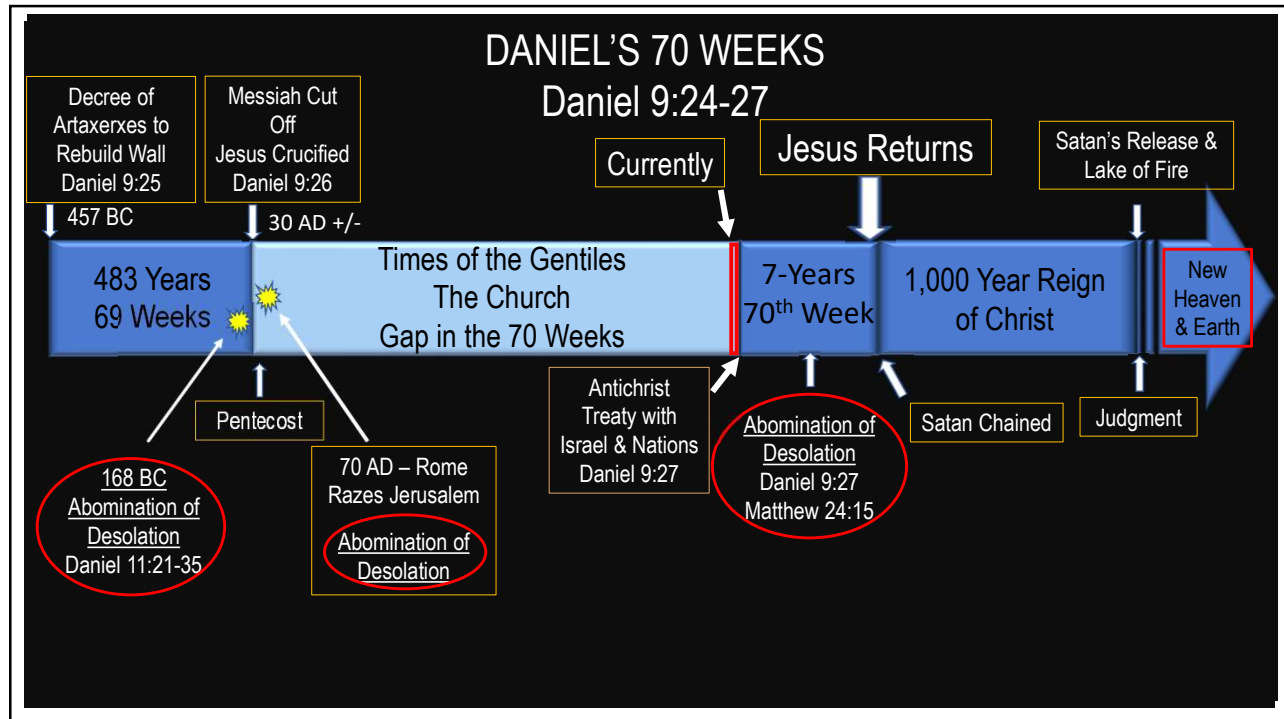 DANIEL’S 70 WEEKS
Daniel 9:24-27
Decree of
Artaxerxes to
Rebuild Wall
Daniel 9:25
457 BC
Messiah Cut
Off
Jesus Crucified
Daniel 9:26
30 AD +/-
Currently
Jesus Returns
Satan’s Release &
Lake of Fire
483 Years
69 Weeks
Times of the Gentiles
The Church
Gap in the 70 Weeks
7-Years
70th Week
1,000 Year Reign
of Christ
New
Heaven
& Earth
Pentecost
168 BC
Abomination of
Desolation
Daniel 11:21-35
70 AD – Rome
Razes Jerusalem
Abomination of
Desolation
Antichrist
Treaty with
Israel & Nations
Daniel 9:27
Abomination of
Desolation
Daniel 9:27
Matthew 24:15
Satan Chained
Judgment